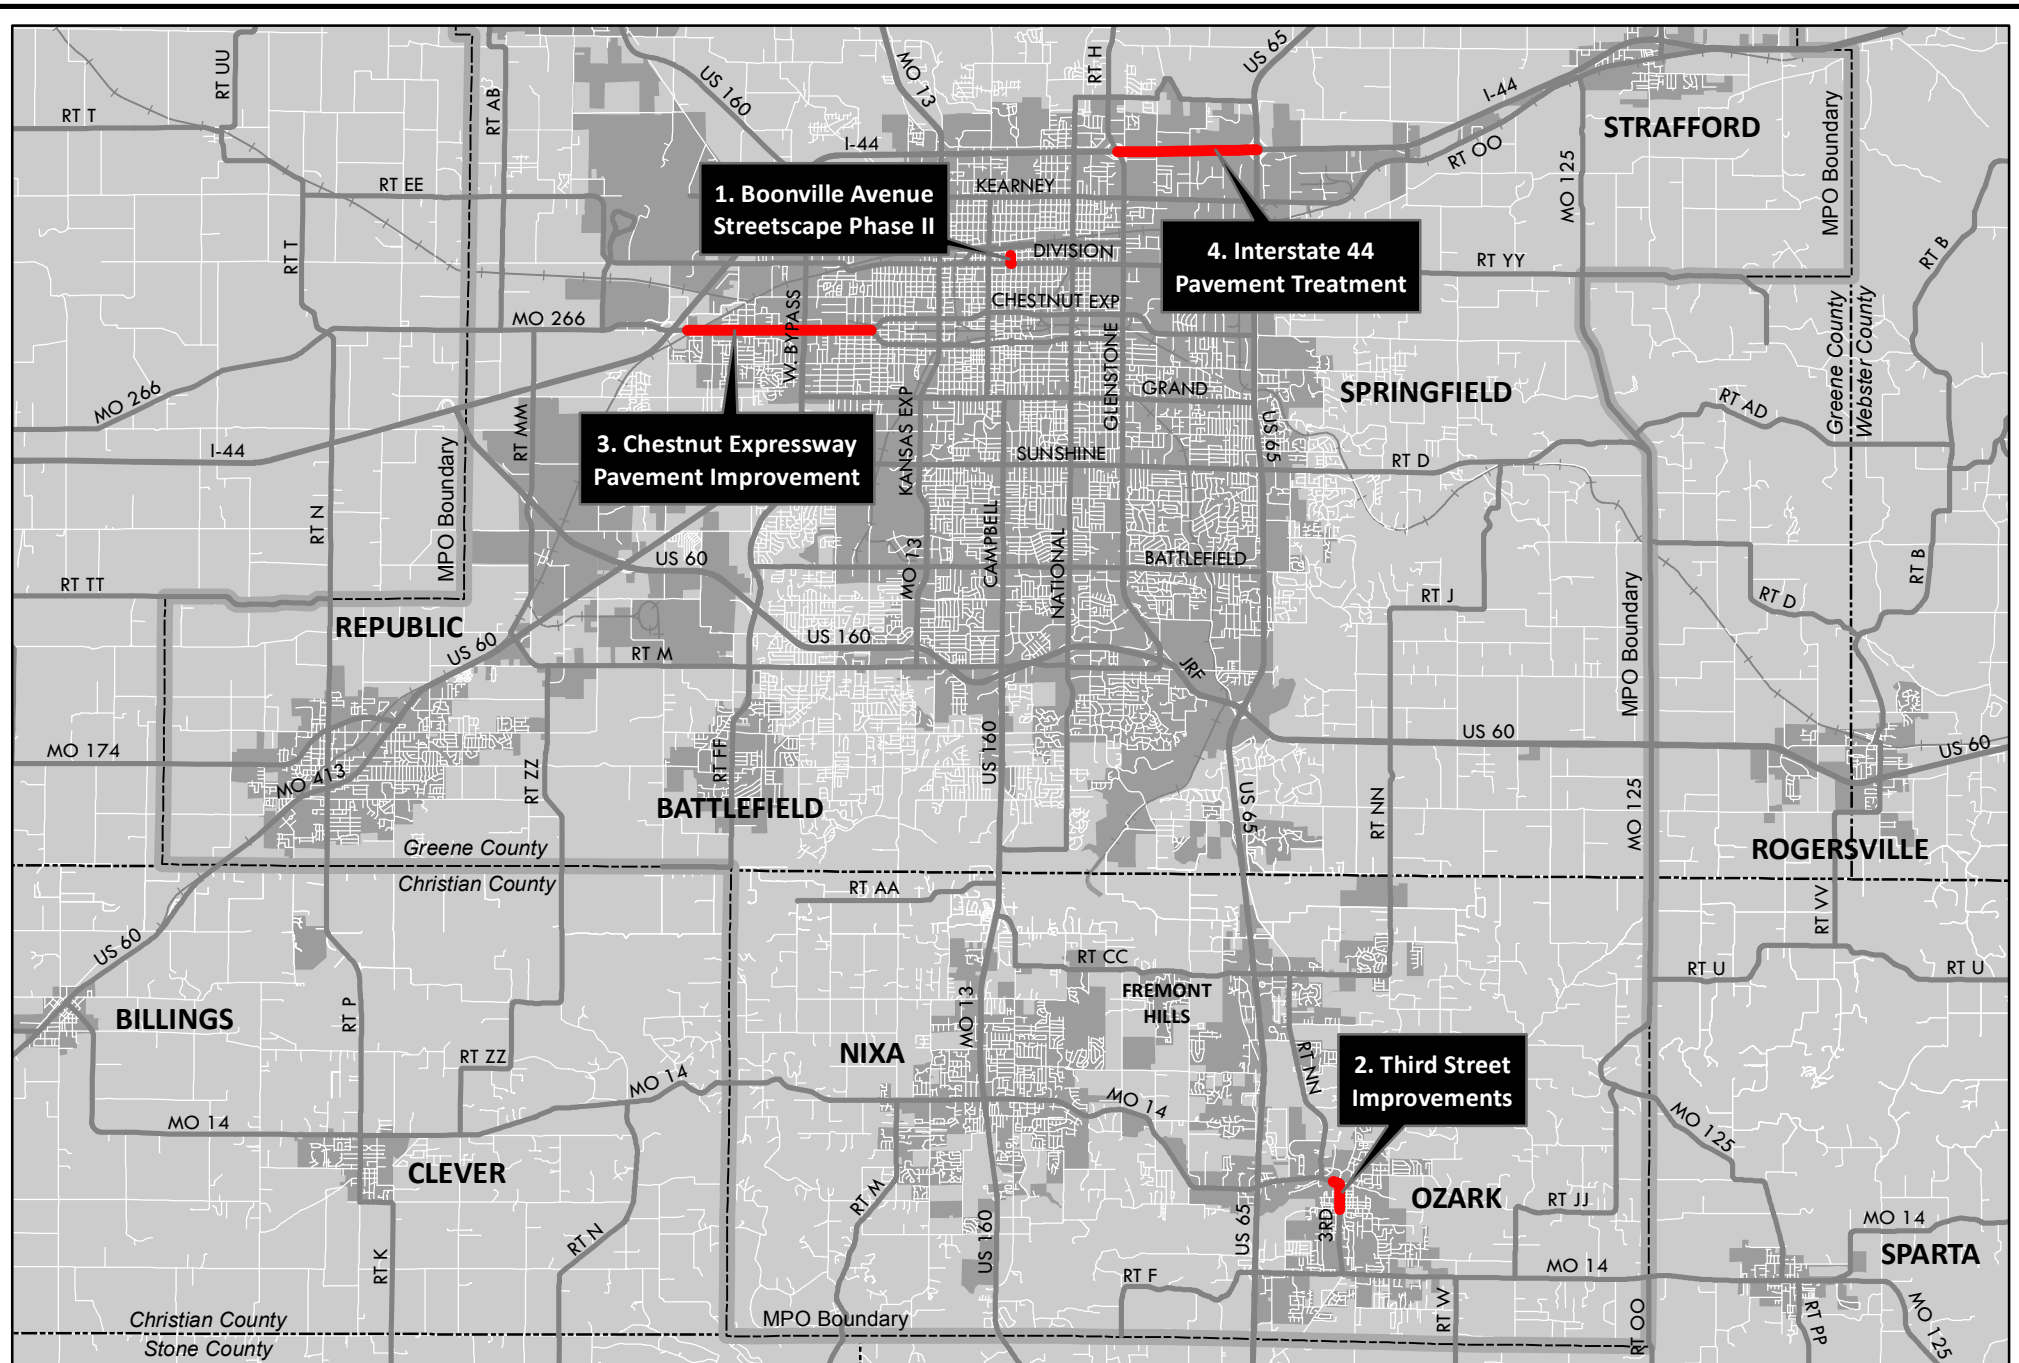 RT UU
RT AB
US 160
MO 13
RT H
US 65
I-44
RT OO
STRAFFORD
MPO Boundary
RT T
I-44
MO 125
RT EE
KEARNEY
1. Boonville Avenue
Streetscape Phase II
DIVISION
4. Interstate 44
Pavement Treatment
RT YY
RT B
RT T
MO 266
W. BYPASS
CHESTNUT EXP
GLENSTONE
Greene County
Webster County
MO 266
GRAND
SPRINGFIELD
RT AD
RT MM
KANSAS EXP
US 65
I-44
MPO Boundary
3. Chestnut Expressway
Pavement Improvement
SUNSHINE
RT D
RT N
CAMPBELL
NATIONAL
US 60
MO 13
BATTLEFIELD
RT TT
RT J
RT D
RT B
REPUBLIC
US 60
RT M
US 160
JRF
MPO Boundary
MO 174
MO 413
RT ZZ
RT FF
US 160
US 60
US 60
BATTLEFIELD
US 65
RT NN
MO 125
ROGERSVILLE
Greene County
Christian County
RT AA
RT VV
US 60
RT CC
RT U
RT U
FREMONT
HILLS
BILLINGS
RT P
MO 13
NIXA
RT ZZ
MO 14
RT NN
2. Third Street
Improvements
MO 14
MO 14
MO 125
CLEVER
RT M
OZARK
RT JJ
3RD
US 65
US 160
RT N
RT K
MO 14
SPARTA
RT F
MO 14
RT W
MPO Boundary
RT OO
RT PP
MO 125
Christian County
Stone County